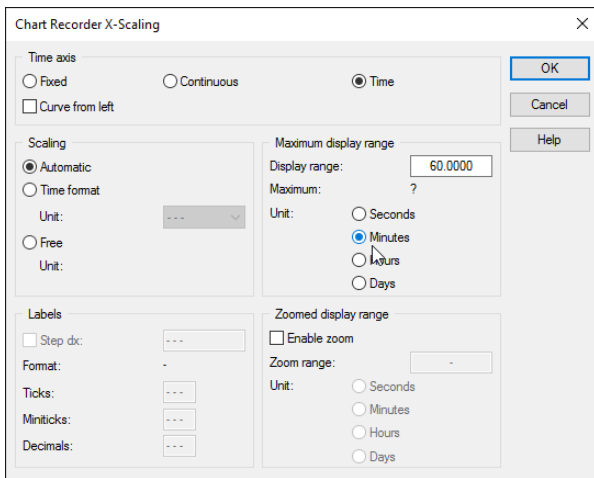 Chart Recorder X-Scaling
Time axis
Fixed Continuous Time
Curve from left
OK
Cancel
Help
Scaling
Automatic
Time format
Unit: ---
Free
Unit:
Maximum display range
Display range: 60.0000
Maximum: ?
Unit: Seconds
Minutes
Hours
Days
Labels
Step dx: ---
Format: -
Ticks: ---
Miniticks: ---
Decimals: ---
Zoomed display range
Enable zoom
Zoom range: -
Unit: Seconds
Minutes
Hours
Days